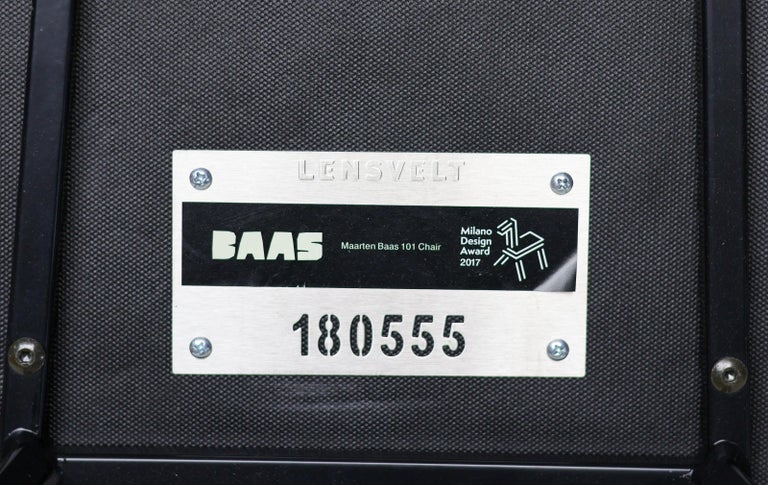 LENSVELT
BAAS
Maarten Baas 101 Chair
Milano
Design
Award
2017
180555